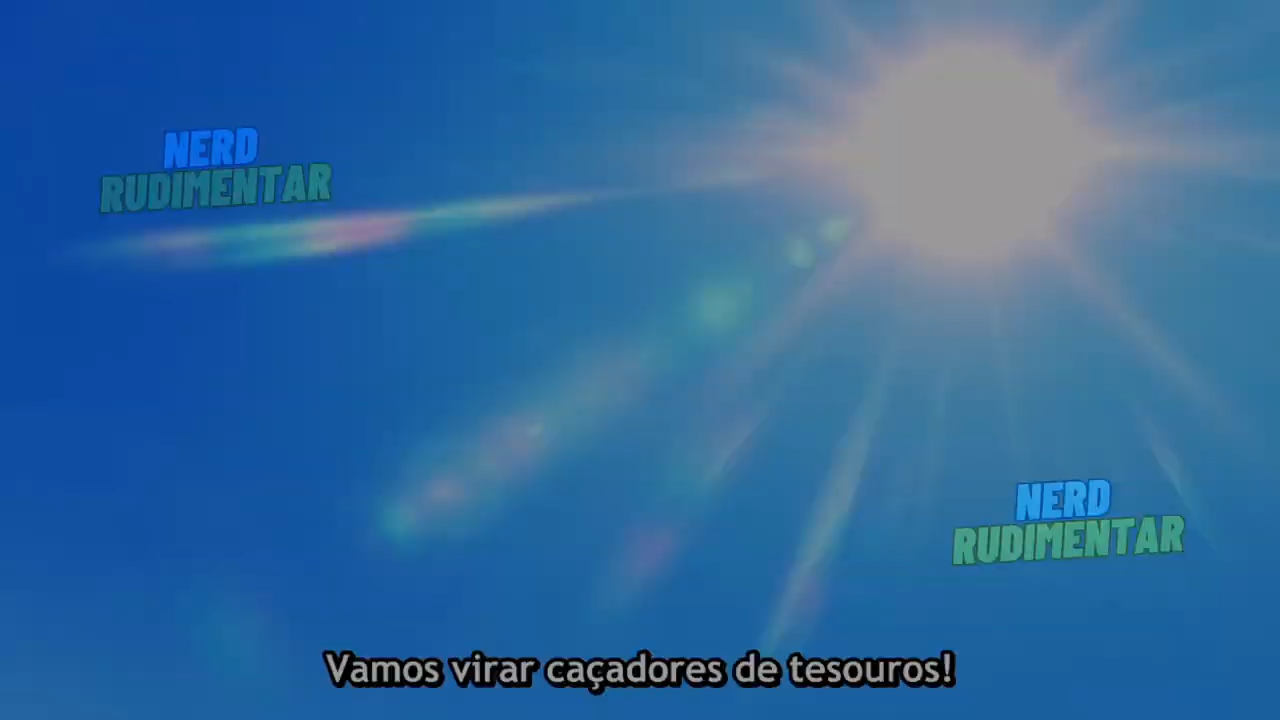 NERD
RUDIMENTAR
NERD
RUDIMENTAR
Vamos virar caçadores de tesouros!